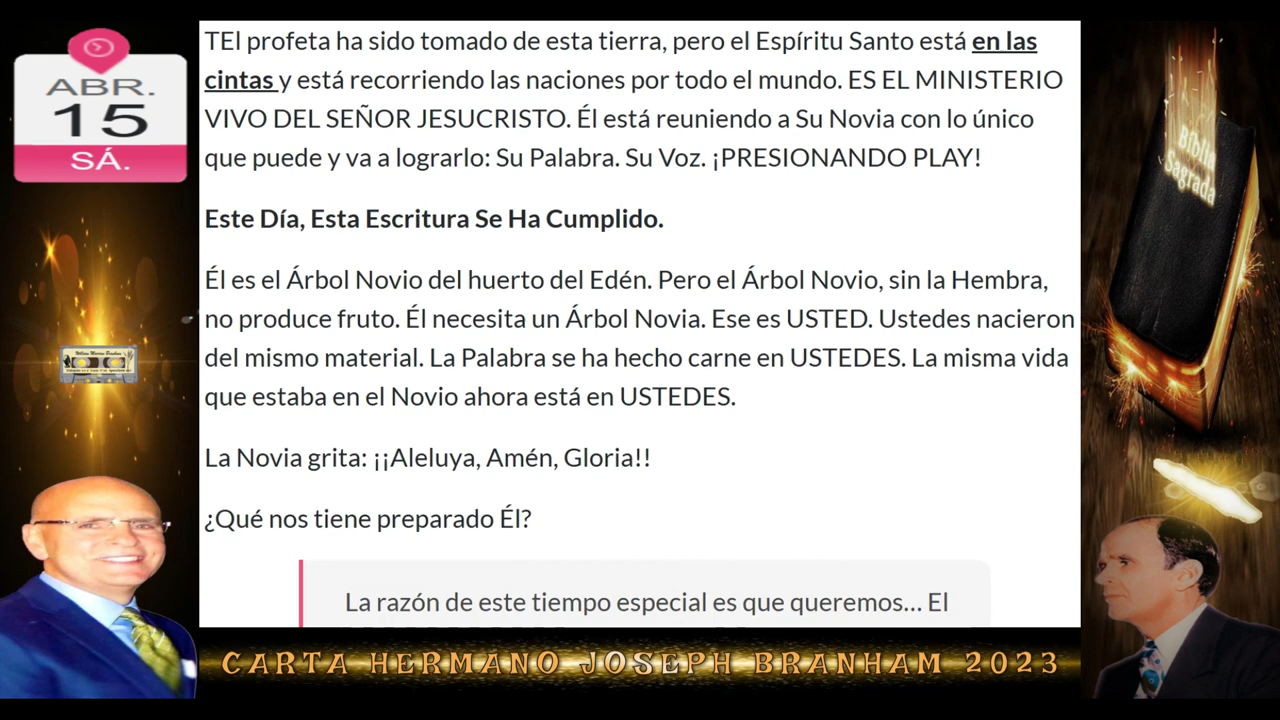 ABR.
15
SÁ.
TEl profeta ha sido tomado de esta tierra, pero el Espíritu Santo está en las
cintas y está recorriendo las naciones por todo el mundo. ES EL MINISTERIO
VIVO DEL SEÑOR JESUCRISTO. Él está reuniendo a Su Novia con lo único
que puede y va a lograrlo: Su Palabra. Su Voz. ¡PRESIONANDO PLAY!
Este Día, Esta Escritura Se Ha Cumplido.
Él es el Árbol Novio del huerto del Edén. Pero el Árbol Novio, sin la Hembra,
no produce fruto. Él necesita un Árbol Novia. Ese es USTED. Ustedes nacieron
del mismo material. La Palabra se ha hecho carne en USTEDES. La misma vida
que estaba en el Novio ahora está en USTEDES.
La Novia grita: ¡¡Aleluya, Amén, Gloria!!
¿Qué nos tiene preparado Él?
La razón de este tiempo especial es que queremos... El
Biblia
Sagrada
William Marrion Branham
CARTA HERMANO JOSEPH BRANHAM 2023